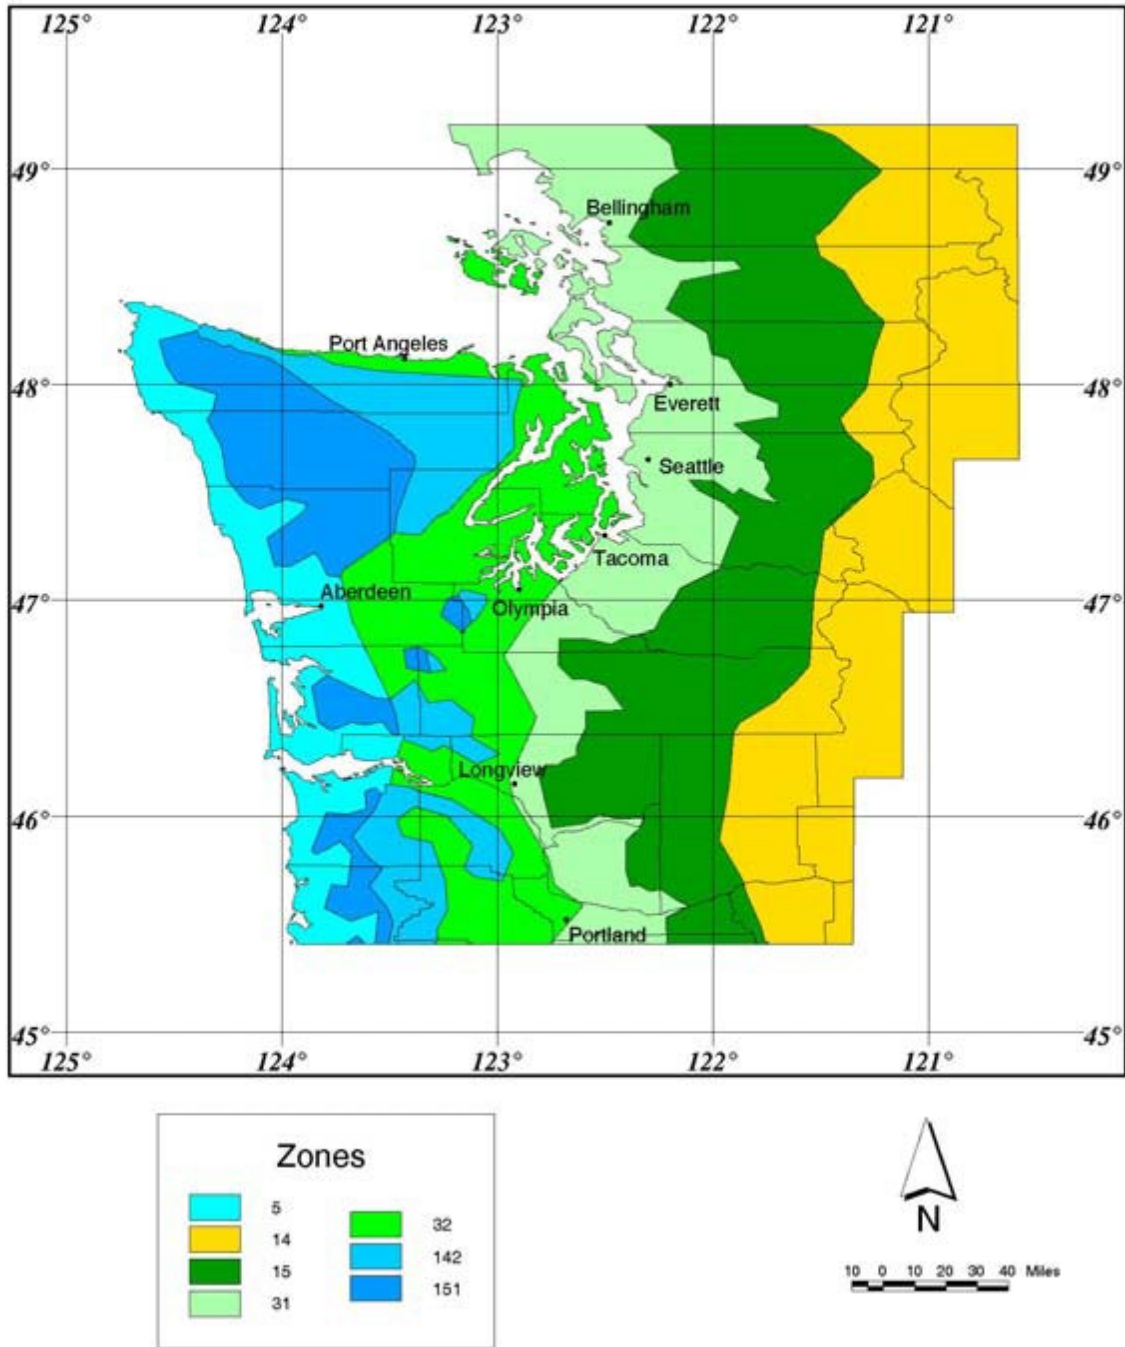 125° 124° 123° 122° 121°
49° 49°
Bellingham
Port Angeles
48° 48°
Everett
Seattle
Tacoma
Aberdeen
47° 47°
Olympia
Longview
46° 46°
Portland
45° 45°
125° 124° 123° 122° 121°
Zones
5
14
15
31
32
142
151
N
10 0 10 20 30 40 Miles